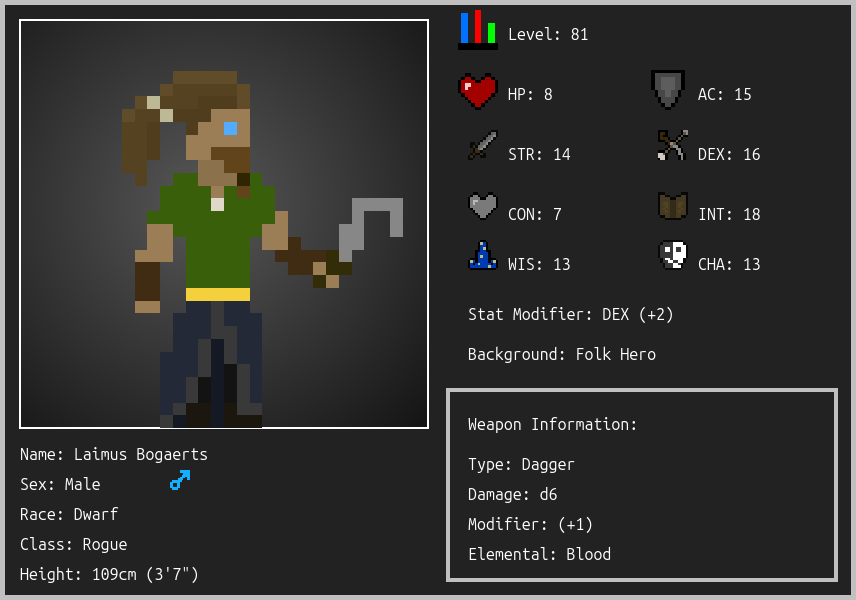 Level: 81
HP: 8
AC: 15
STR: 14
DEX: 16
CON: 7
INT: 18
WIS: 13
CHA: 13
Stat Modifier: DEX (+2)
Background: Folk Hero
Weapon Information:
Type: Dagger
Damage: d6
Modifier: (+1)
Elemental: Blood
Name: Laimus Bogaerts
Sex: Male
Race: Dwarf
Class: Rogue
Height: 109cm (3'7")